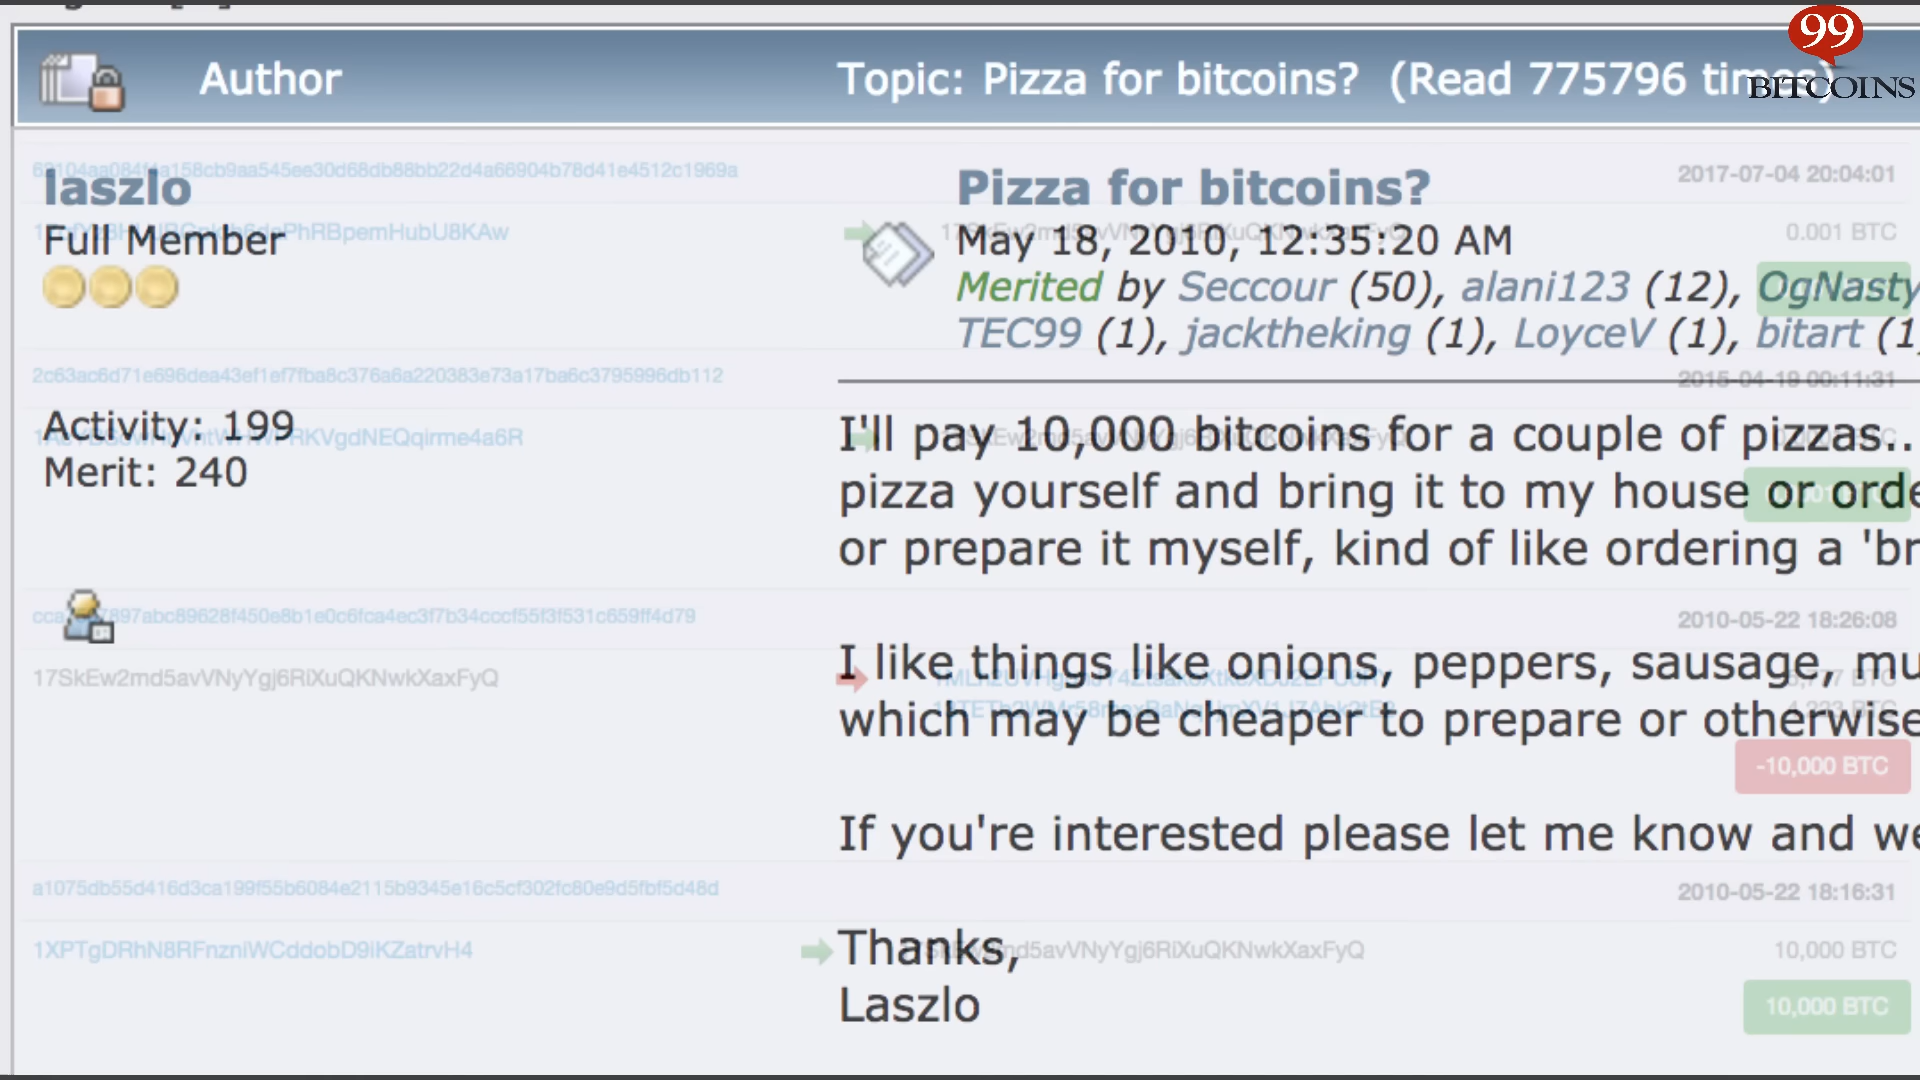 99
BITCOINS
Author
Topic: Pizza for bitcoins? (Read 775796 times)
laszlo
Full Member
Activity: 199
Merit: 240
Pizza for bitcoins?
May 18, 2010, 12:35:20 AM
Merited by Seccour (50), alani123 (12), OgNasty
TEC99 (1), jacktheking (1), LoyceV (1), bitart (1
I'll pay 10,000 bitcoins for a couple of pizzas..
pizza yourself and bring it to my house or orde
or prepare it myself, kind of like ordering a 'br
I like things like onions, peppers, sausage, mu
which may be cheaper to prepare or otherwise
If you're interested please let me know and we
Thanks,
Laszlo
2017-07-04 20:04:01
0.001 BTC
2c63ac6d71e696dea43ef1ef7fba8c376a6a220383e73a17ba6c3795996db112
2015-04-19 00:11:31
2010-05-22 18:26:08
17SkEw2md5avVNyYgj6RiXuQKNwkXaxFyQ
-10,000 BTC
a1075db55d416d3ca199f55b6084e2115b9345e16c5cf302fc80e9d5fbf5d48d
2010-05-22 18:16:31
1XPTgDRhN8RFnzniWCddobD9iKZatrvH4
10,000 BTC
10,000 BTC